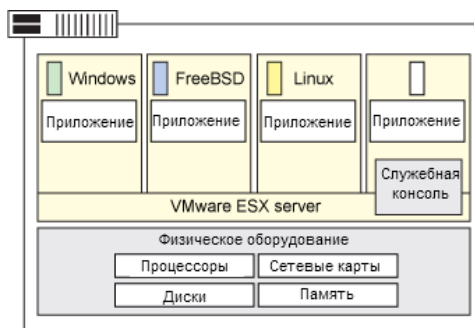 Windows
FreeBSD
Linux
Приложение
Приложение
Приложение
Приложение
Служебная
консоль
VMware ESX server
Физическое оборудование
Процессоры
Сетевые карты
Диски
Память